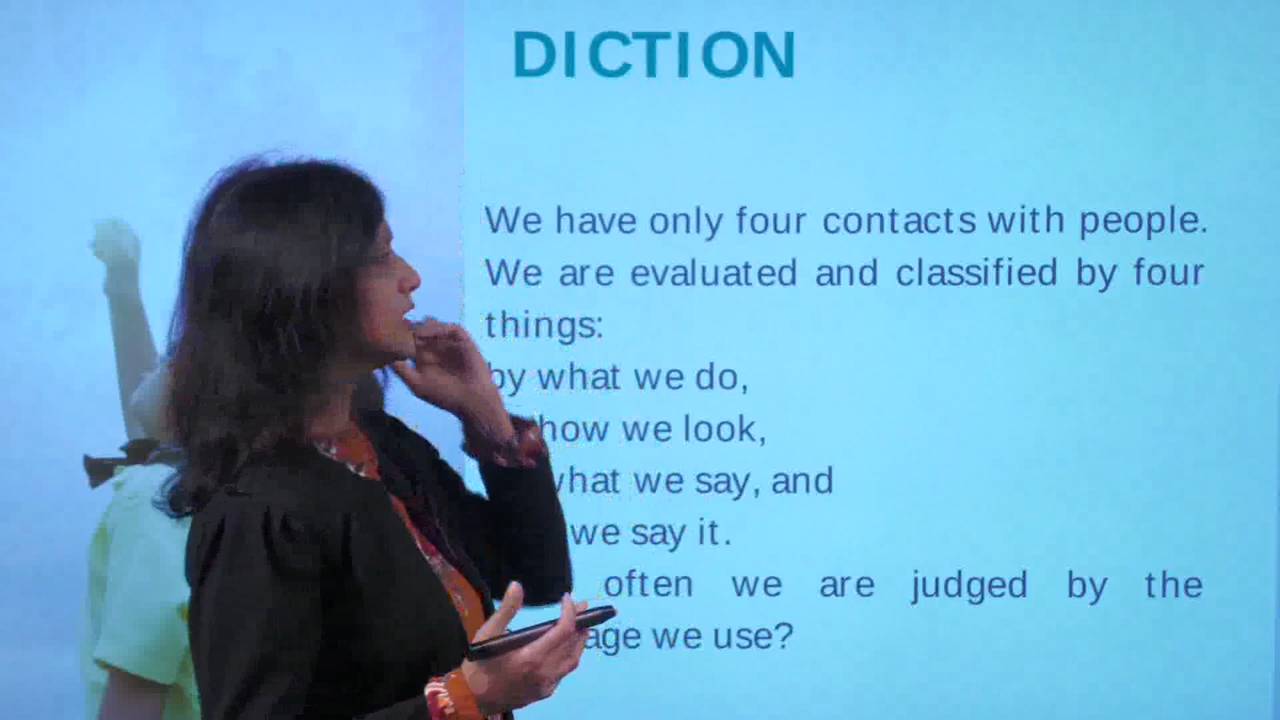 DICTION
We have only four contacts with people.
We are evaluated and classified by four
things:
by what we do,
how we look,
what we say, and
we say it.
often we are judged by the
we use?